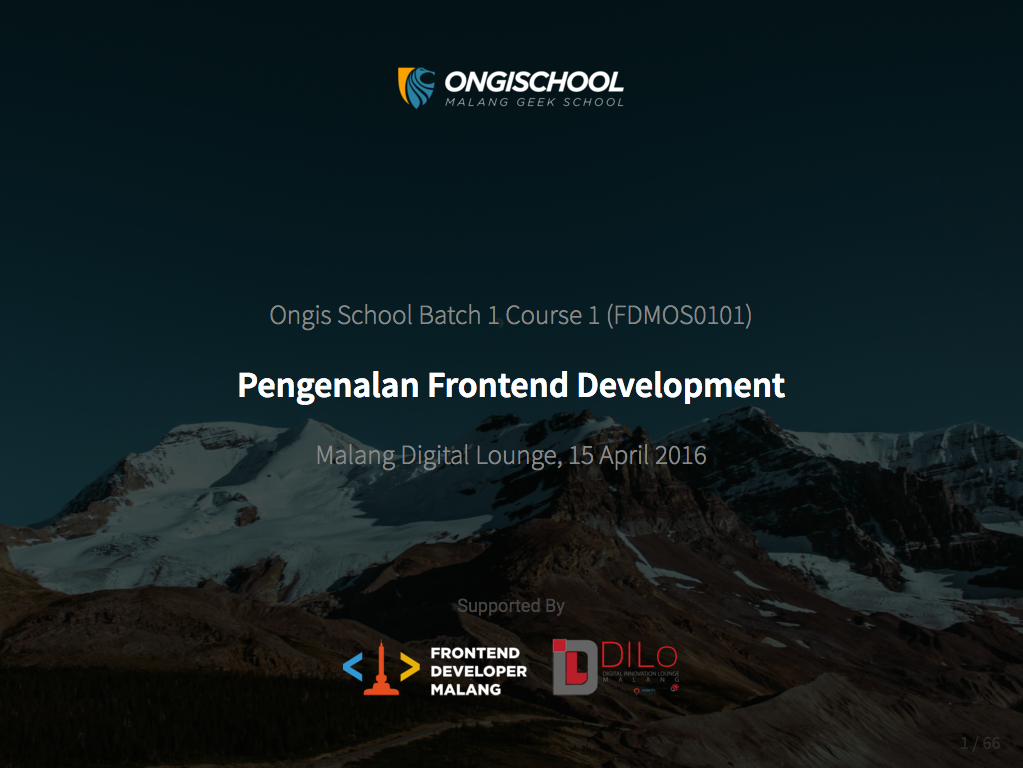 ONGISCHOOL
MALANG GEEK SCHOOL
Ongis School Batch 1 Course 1 (FDMOS0101)
Pengenalan Frontend Development
Malang Digital Lounge, 15 April 2016
Supported By
FRONTEND
DEVELOPER
MALANG
DILo
DIGITAL INNOVATION LOUNGE
MALANG
1 / 66